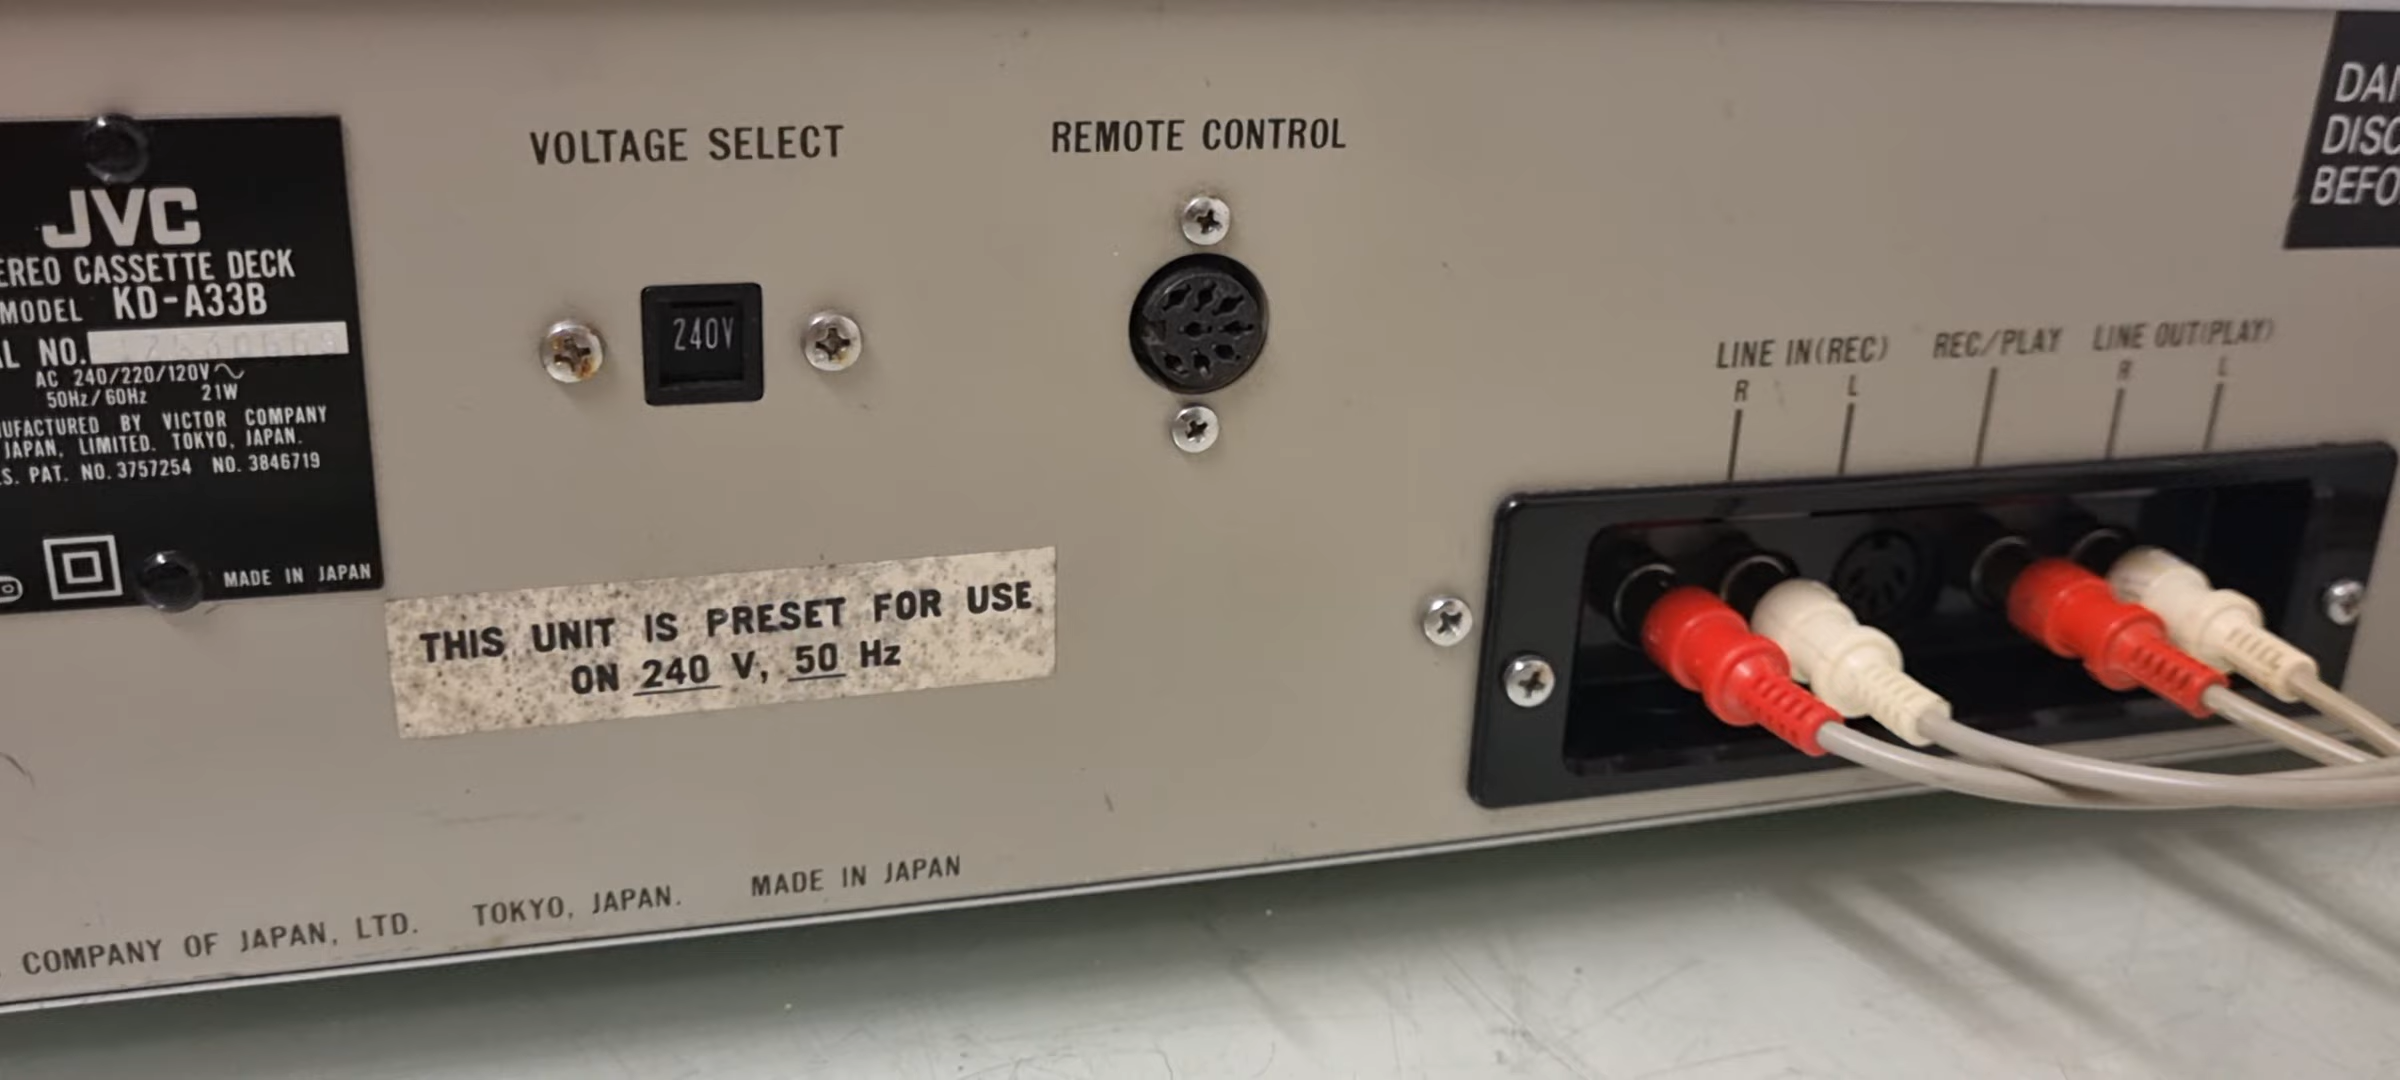 JVC
EREO CASSETTE DECK
MODEL KD-A33B
L NO.
AC 240/220/120V~
50Hz/60Hz 21W
NUFACTURED BY VICTOR COMPANY
JAPAN, LIMITED. TOKYO, JAPAN.
S. PAT. NO. 3757254 NO. 3846719
MADE IN JAPAN
VOLTAGE SELECT
240V
REMOTE CONTROL
THIS UNIT IS PRESET FOR USE
ON 240 V, 50 Hz
LINE IN(REC) REC/PLAY LINE OUT(PLAY)
R L R L
DAN
DISC
BEFO
COMPANY OF JAPAN, LTD. TOKYO, JAPAN. MADE IN JAPAN